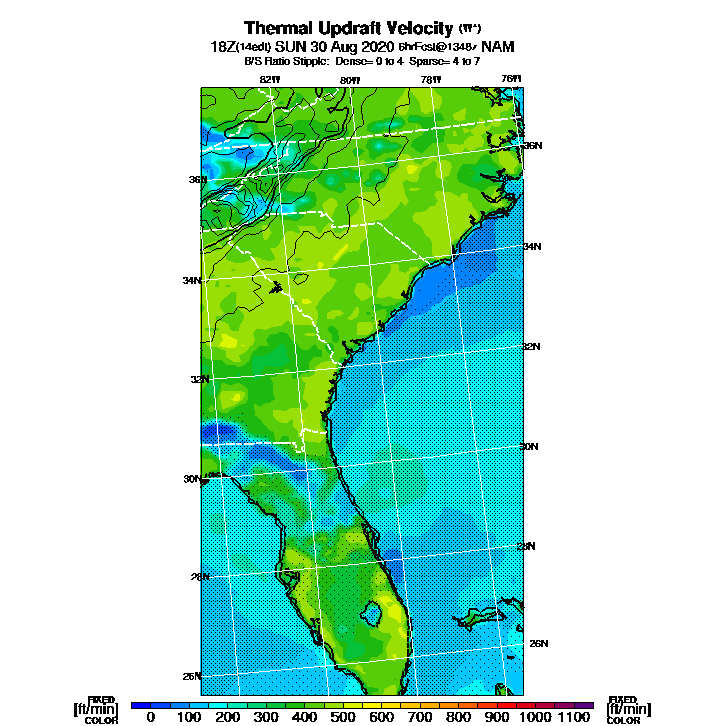 Thermal Updraft Velocity (W*)
18Z(14edt) SUN 30 Aug 2020 6hrFcst@1348z NAM
B/S Ratio Stipple: Dense= 0 to 4 Sparse= 4 to 7
82W 80W 78W 76W
36N
36N
34N
34N
32N
32N
30N
30N
28N
28N
26N
26N
FIXED FIXED
[ft/min] 0 100 200 300 400 500 600 700 800 900 1000 1100 [ft/min]
COLOR COLOR